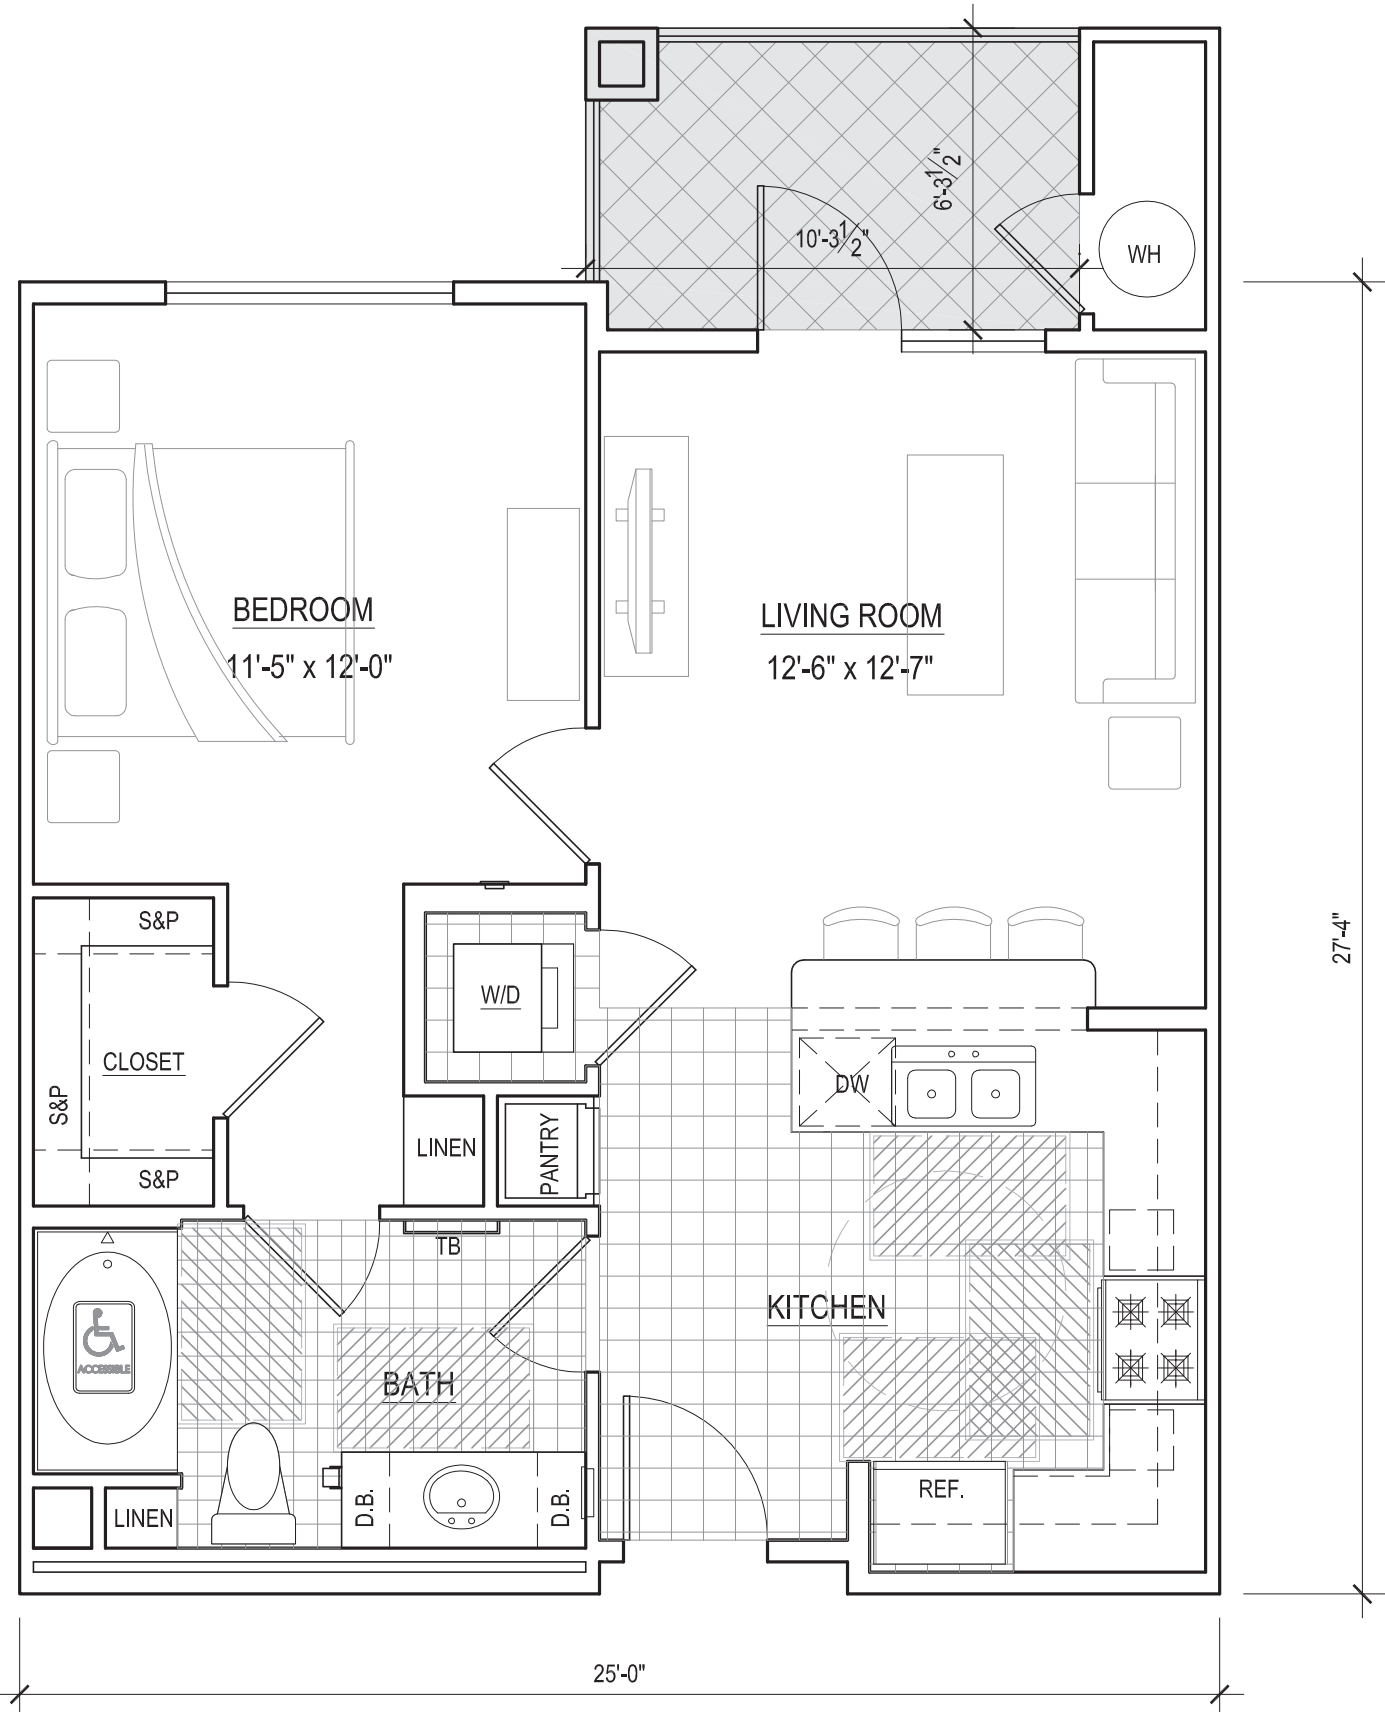 6'-3 1/2"
10'-3 1/2"
WH
BEDROOM
11'-5" x 12'-0"
LIVING ROOM
12'-6" x 12'-7"
S&P
27'-4"
W/D
CLOSET
DW
S&P
LINEN
PANTRY
S&P
TB
KITCHEN
ACCESSIBLE
BATH
REF.
LINEN
D.B.
D.B.
25'-0"